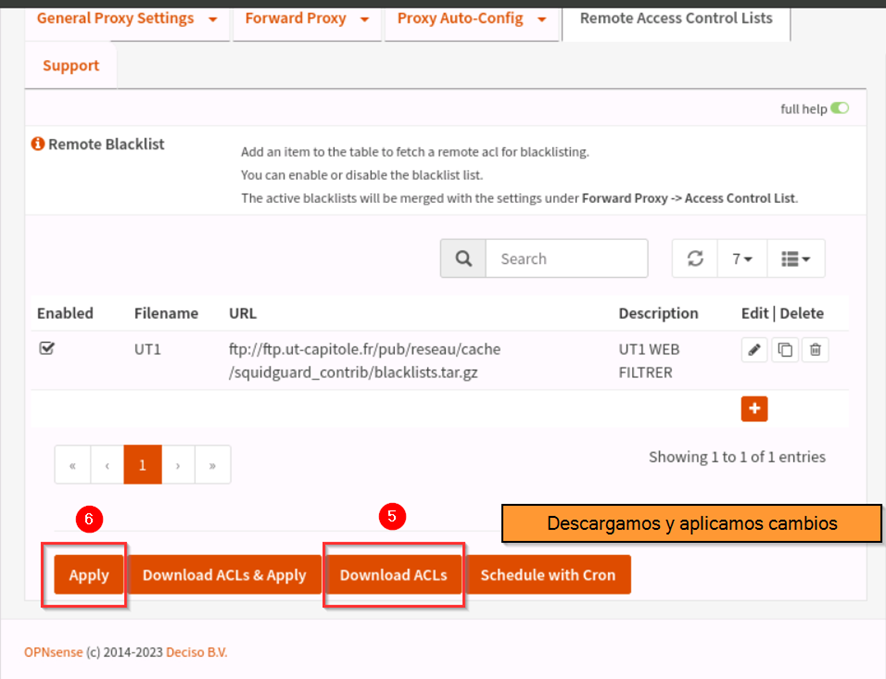 General Proxy Settings Forward Proxy Proxy Auto-Config Remote Access Control Lists
Support
full help
Remote Blacklist
Add an item to the table to fetch a remote acl for blacklisting.
You can enable or disable the blacklist list.
The active blacklists will be merged with the settings under Forward Proxy -> Access Control List.
Search 7
Enabled Filename URL Description Edit | Delete
UT1 ftp://ftp.ut-capitole.fr/pub/reseau/cache UT1 WEB
/squidguard_contrib/blacklists.tar.gz FILTRER
« ‹ 1 › »
Showing 1 to 1 of 1 entries
6 5
Descargamos y aplicamos cambios
Apply Download ACLs & Apply Download ACLs Schedule with Cron
OPNsense (c) 2014-2023 Deciso B.V.